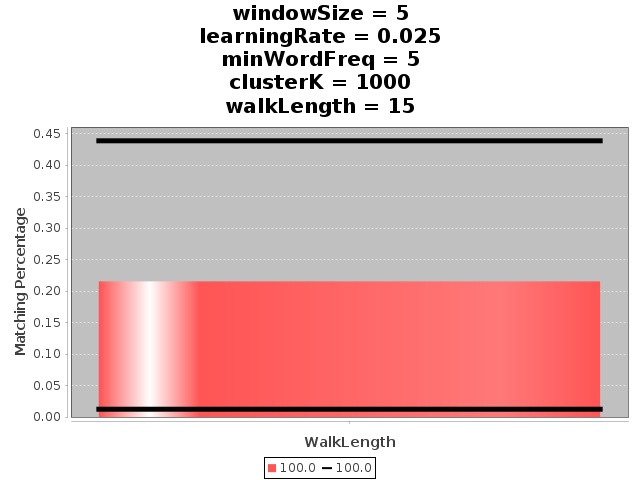 windowSize = 5
learningRate = 0.025
minWordFreq = 5
clusterK = 1000
walkLength = 15
0.45
0.40
0.35
0.30
0.25
0.20
0.15
0.10
0.05
0.00
Matching Percentage
WalkLength
100.0 100.0